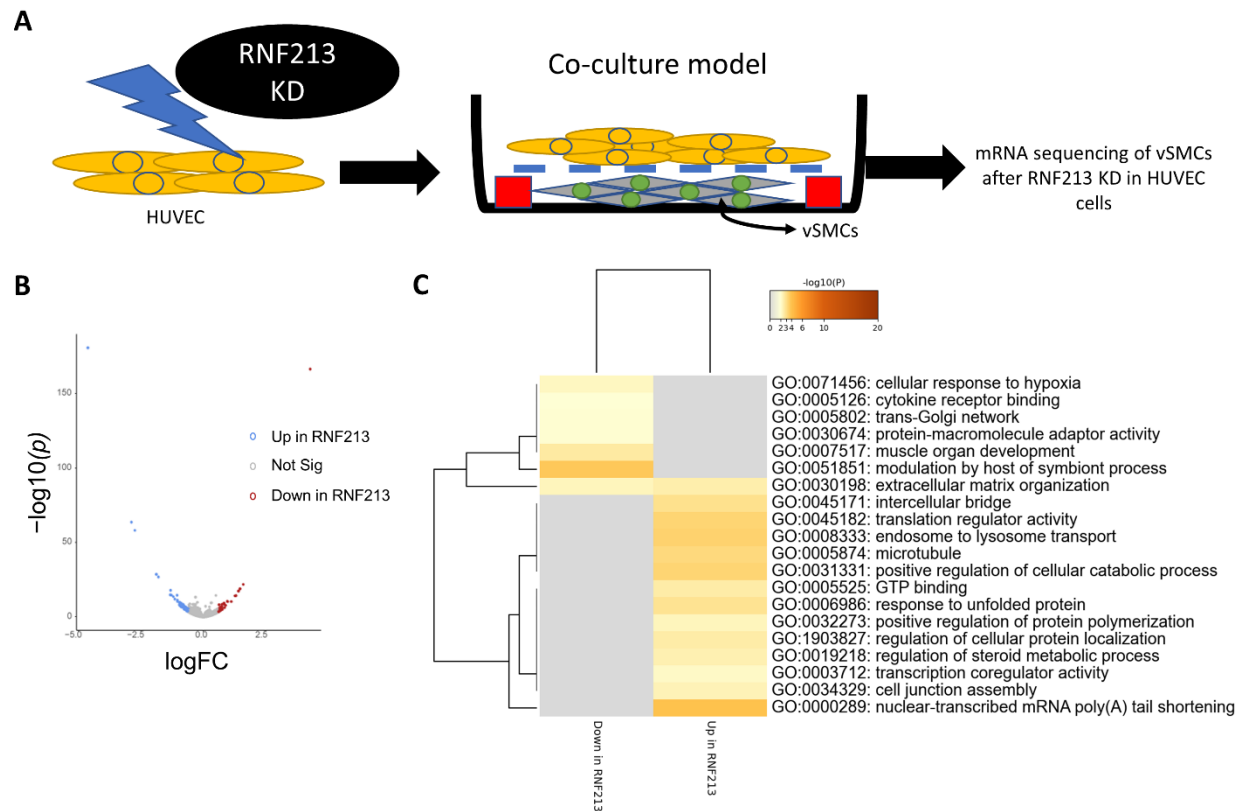 A
RNF213
KD
HUVEC
Co-culture model
vSMCs
mRNA sequencing of vSMCs
after RNF213 KD in HUVEC
cells
B
−log10(p)
150
100
50
0
−5.0
−2.5
0.0
2.5
logFC
Up in RNF213
Not Sig
Down in RNF213
C
-log10(P)
0 2 3 4 6 10 20
GO:0071456: cellular response to hypoxia
GO:0005126: cytokine receptor binding
GO:0005802: trans-Golgi network
GO:0030674: protein-macromolecule adaptor activity
GO:0007517: muscle organ development
GO:0051851: modulation by host of symbiont process
GO:0030198: extracellular matrix organization
GO:0045171: intercellular bridge
GO:0045182: translation regulator activity
GO:0008333: endosome to lysosome transport
GO:0005874: microtubule
GO:0031331: positive regulation of cellular catabolic process
GO:0005525: GTP binding
GO:0006986: response to unfolded protein
GO:0032273: positive regulation of protein polymerization
GO:1903827: regulation of cellular protein localization
GO:0019218: regulation of steroid metabolic process
GO:0003712: transcription coregulator activity
GO:0034329: cell junction assembly
GO:0000289: nuclear-transcribed mRNA poly(A) tail shortening
Down in RNF213
Up in RNF213